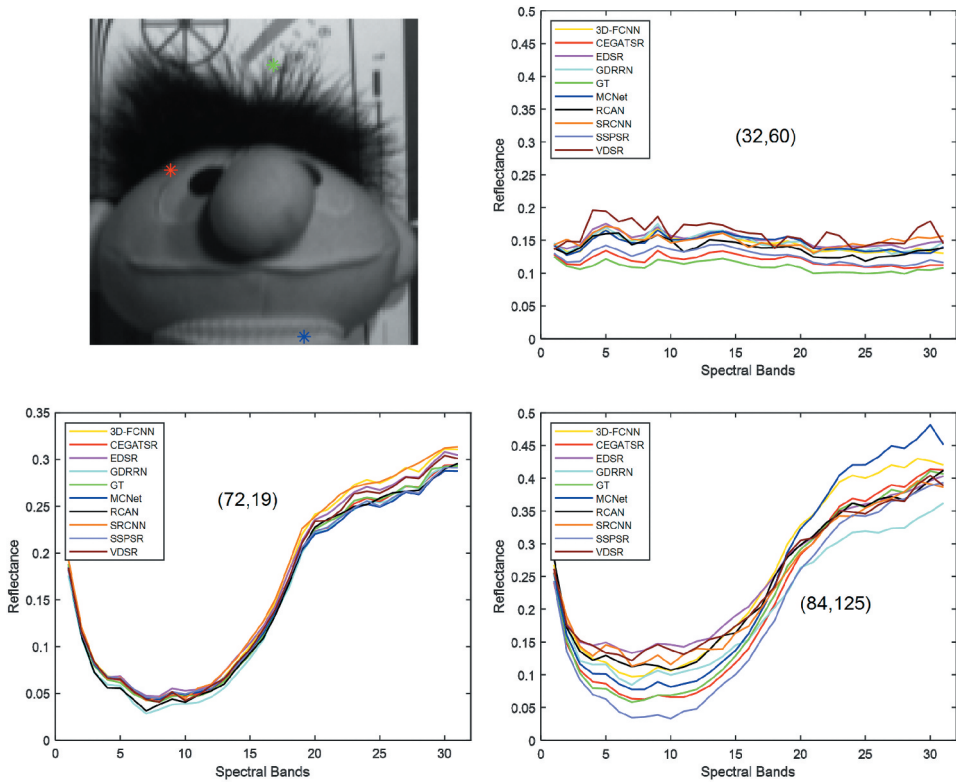 0.5
0.45
0.4
0.35
0.3
0.25
0.2
0.15
0.1
0.05
0
Reflectance
3D-FCNN
CEGATSR
EDSR
GDRRN
GT
MCNet
RCAN
SRCNN
SSPSR
VDSR
(32,60)
0 5 10 15 20 25 30
Spectral Bands
0.35
0.3
0.25
0.2
0.15
0.1
0.05
0
Reflectance
3D-FCNN
CEGATSR
EDSR
GDRRN
GT
MCNet
RCAN
SRCNN
SSPSR
VDSR
(72,19)
0 5 10 15 20 25 30
Spectral Bands
0.5
0.45
0.4
0.35
0.3
0.25
0.2
0.15
0.1
0.05
0
Reflectance
3D-FCNN
CEGATSR
EDSR
GDRRN
GT
MCNet
RCAN
SRCNN
SSPSR
VDSR
(84,125)
0 5 10 15 20 25 30
Spectral Bands